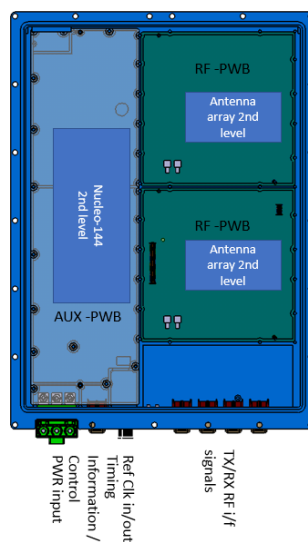 RF -PWB
Antenna
array 2nd
level
Nucleo-144
2nd level
RF -PWB
Antenna
array 2nd
level
AUX -PWB
TX/RX RF i/f
signals
Ref Clk in/out
Timing
Information /
Control
PWR input